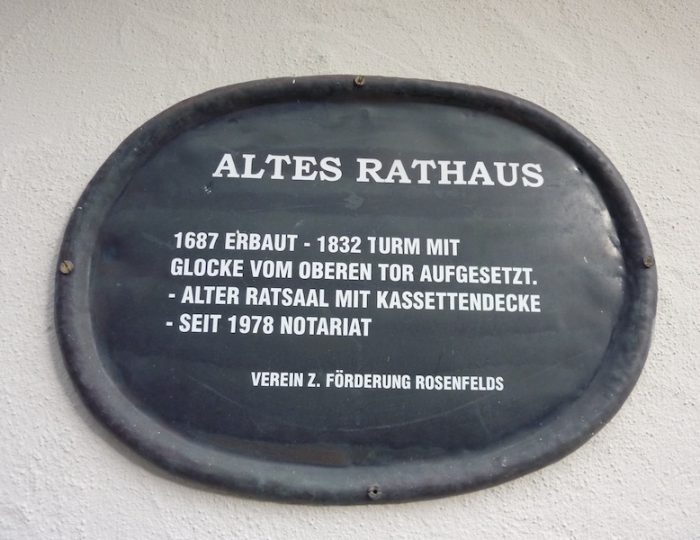 ALTES RATHAUS
1687 ERBAUT - 1832 TURM MIT
GLOCKE VOM OBEREN TOR AUFGESETZT.
- ALTER RATSAAL MIT KASSETTENDECKE
- SEIT 1978 NOTARIAT
VEREIN Z. FÖRDERUNG ROSENFELDS